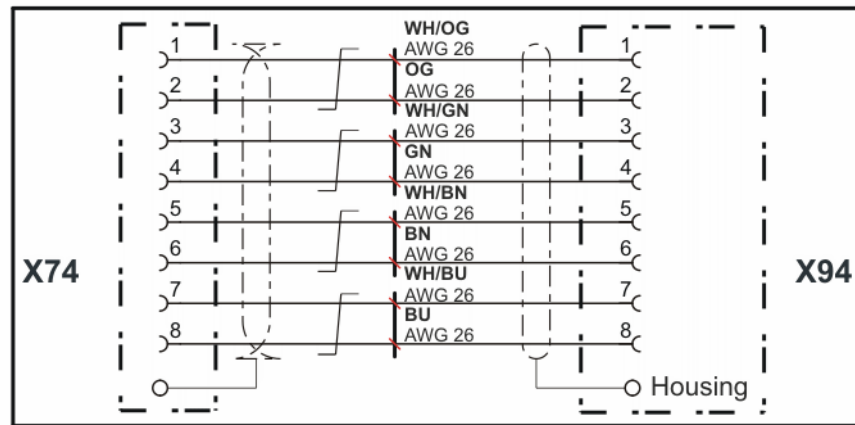 WH/OG
1 AWG 26 1
OG
2 AWG 26 2
WH/GN
3 AWG 26 3
GN
4 AWG 26 4
WH/BN
5 AWG 26 5
BN
6 AWG 26 6
X74 X94
WH/BU
7 AWG 26 7
BU
8 AWG 26 8
Housing